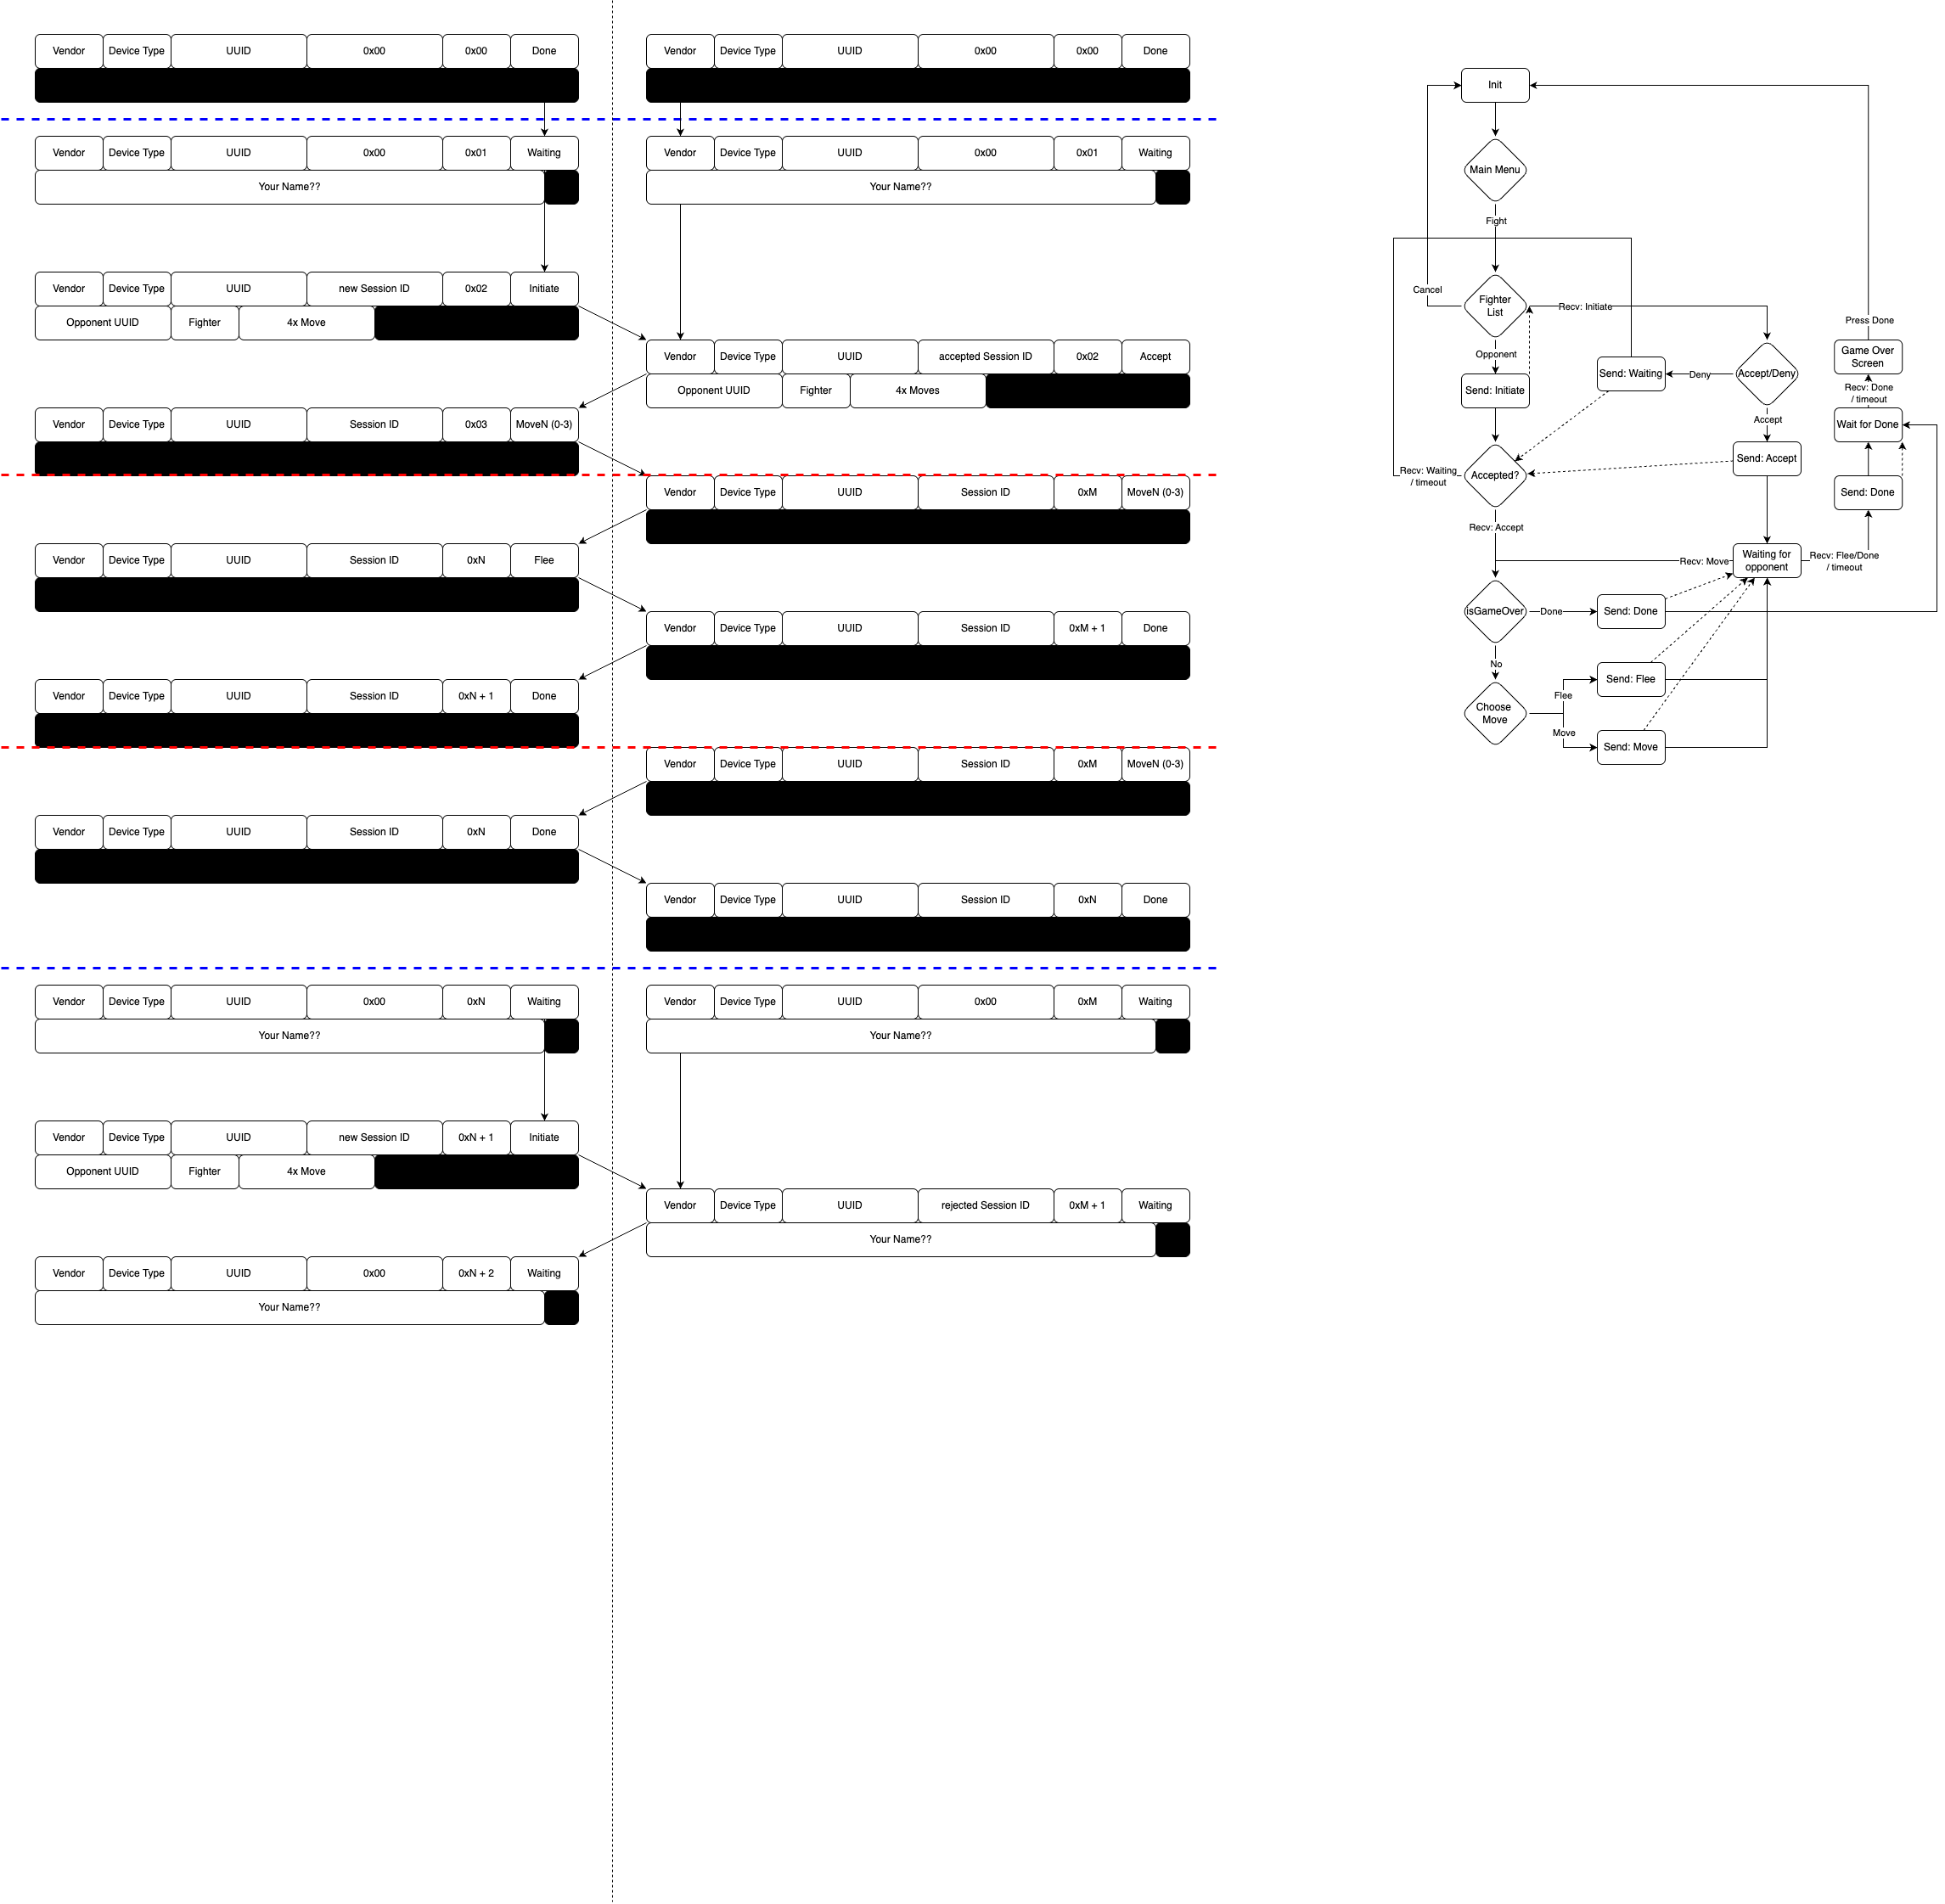 Vendor Device Type UUID 0x00 0x00 Done
Vendor Device Type UUID 0x00 0x00 Done
Vendor Device Type UUID 0x00 0x01 Waiting
Your Name??
Vendor Device Type UUID 0x00 0x01 Waiting
Your Name??
Vendor Device Type UUID new Session ID 0x02 Initiate
Opponent UUID Fighter 4x Move
Vendor Device Type UUID accepted Session ID 0x02 Accept
Opponent UUID Fighter 4x Moves
Vendor Device Type UUID Session ID 0x03 MoveN (0-3)
Vendor Device Type UUID Session ID 0xM MoveN (0-3)
Vendor Device Type UUID Session ID 0xN Flee
Vendor Device Type UUID Session ID 0xM + 1 Done
Vendor Device Type UUID Session ID 0xN + 1 Done
Vendor Device Type UUID Session ID 0xM MoveN (0-3)
Vendor Device Type UUID Session ID 0xN Done
Vendor Device Type UUID Session ID 0xN Done
Vendor Device Type UUID 0x00 0xN Waiting
Your Name??
Vendor Device Type UUID 0x00 0xM Waiting
Your Name??
Vendor Device Type UUID new Session ID 0xN + 1 Initiate
Opponent UUID Fighter 4x Move
Vendor Device Type UUID rejected Session ID 0xM + 1 Waiting
Your Name??
Vendor Device Type UUID 0x00 0xN + 2 Waiting
Your Name??
Init
Main Menu
Fight
Cancel
Fighter
List
Recv: Initiate
Press Done
Opponent
Game Over
Screen
Send: Initiate
Send: Waiting
Deny
Accept/Deny
Recv: Done
/ timeout
Accept
Wait for Done
Recv: Waiting
/ timeout
Accepted?
Send: Accept
Send: Done
Recv: Accept
Recv: Move
Waiting for
opponent
Recv: Flee/Done
/ timeout
isGameOver
Done
Send: Done
No
Flee
Send: Flee
Choose
Move
Move
Send: Move